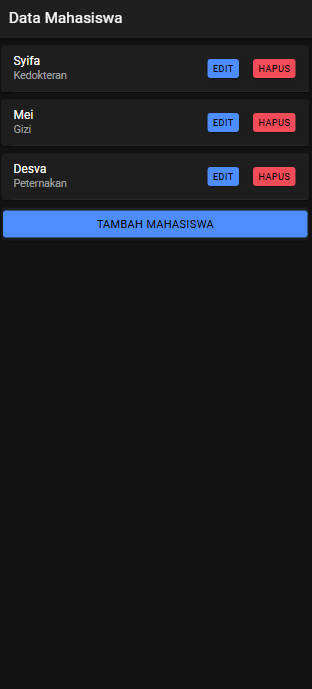 Data Mahasiswa
Syifa
Kedokteran
EDIT
HAPUS
Mei
Gizi
EDIT
HAPUS
Desva
Peternakan
EDIT
HAPUS
TAMBAH MAHASISWA